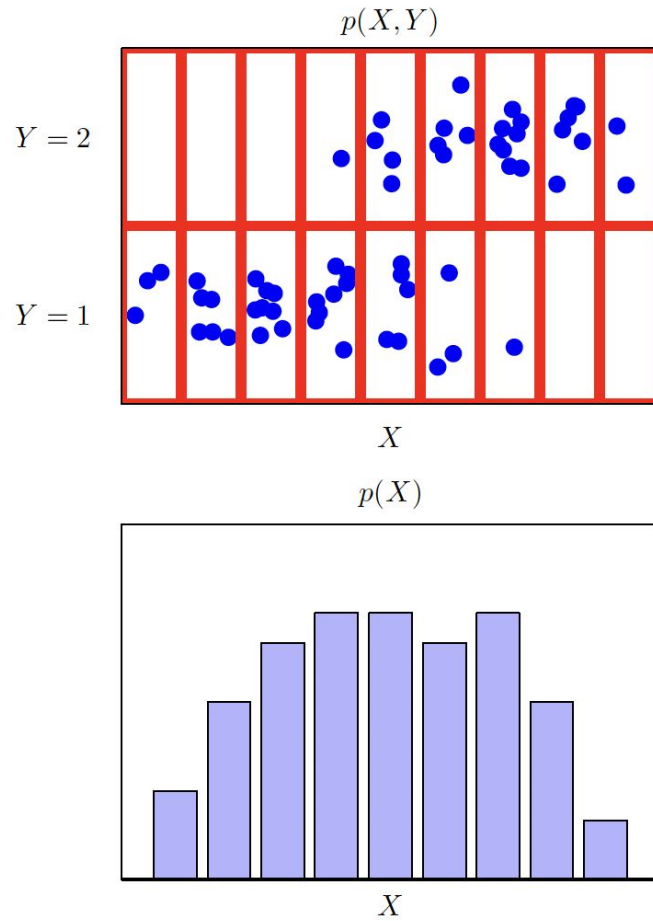 p(X, Y)
Y = 2
Y = 1
X
p(X)
X